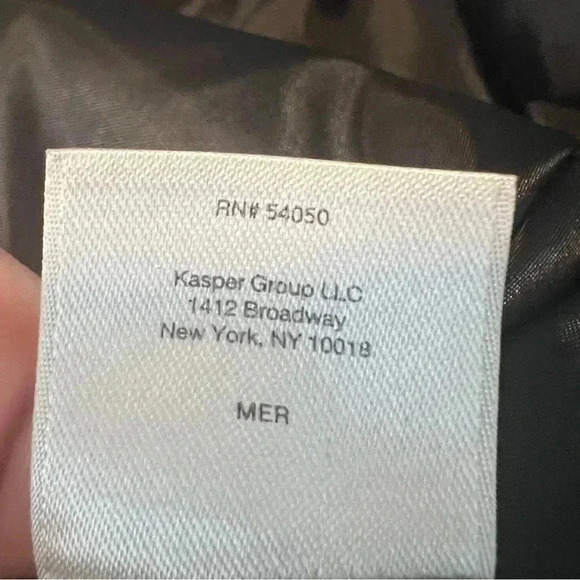 RN# 54050
Kasper Group LLC
1412 Broadway
New York, NY 10018
MER